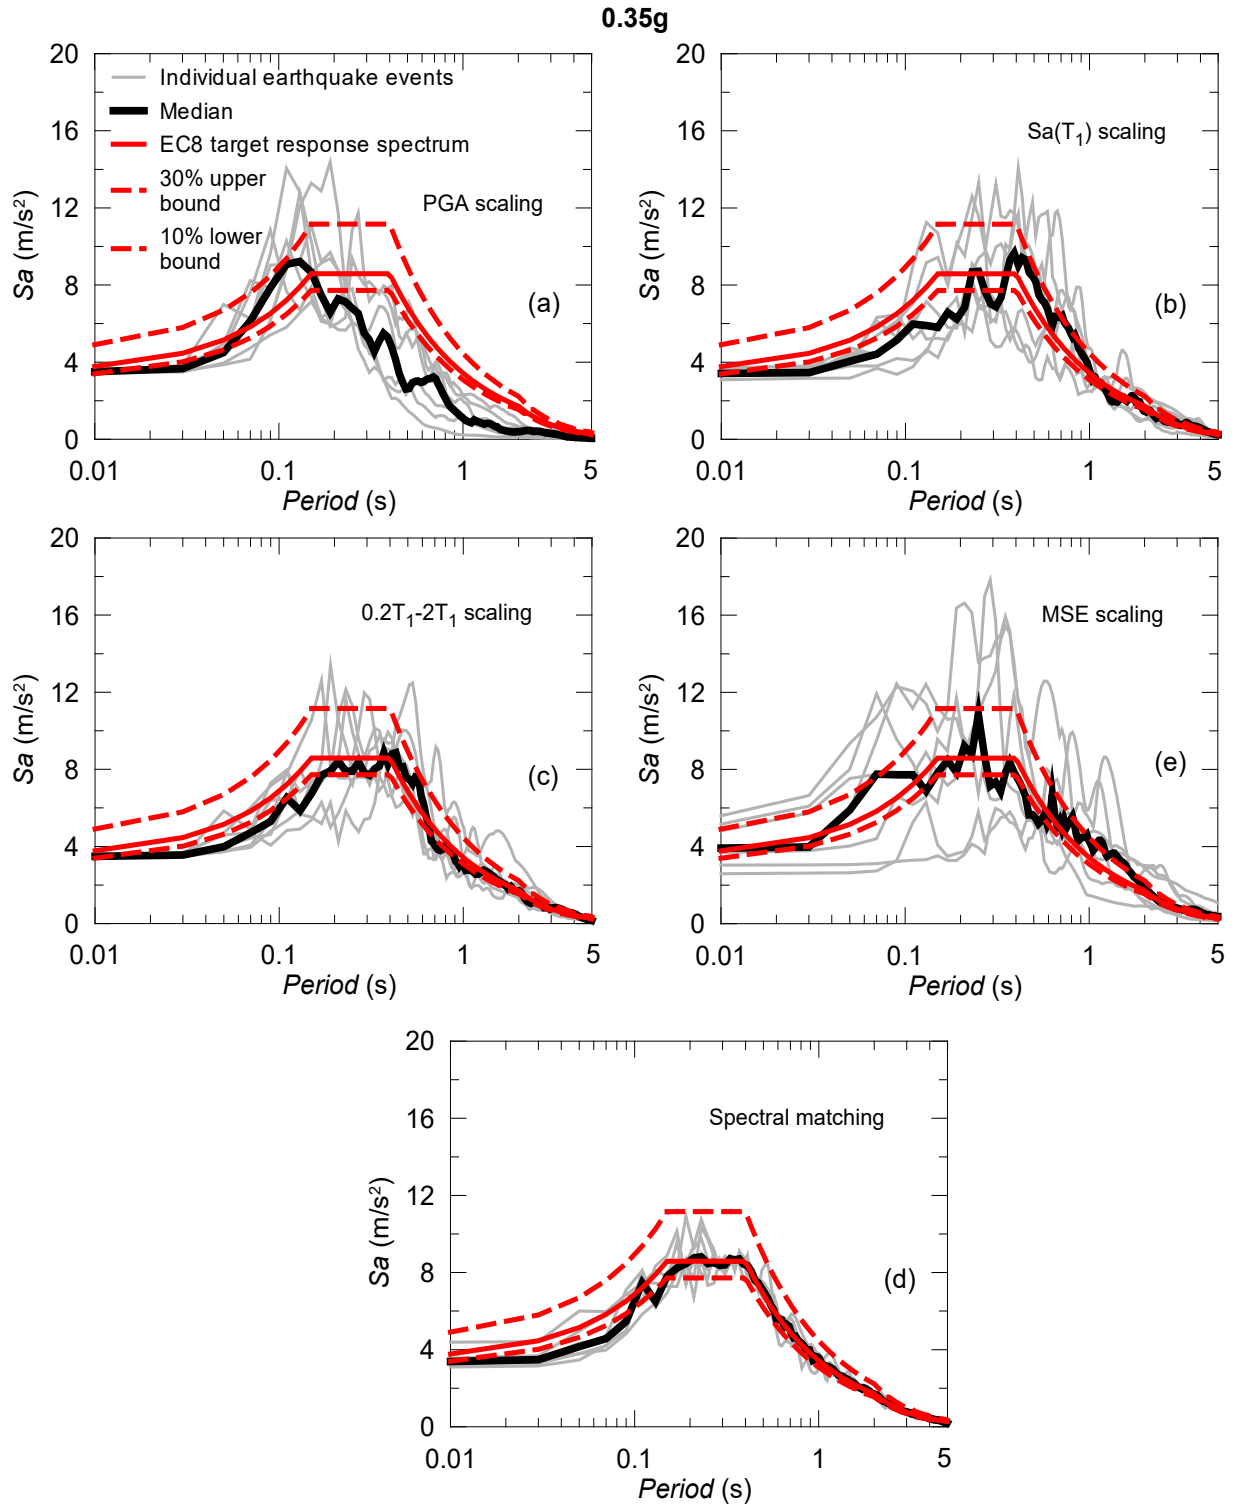 0.35g
20
16
12
8
4
0
Sa (m/s²)
Individual earthquake events
Median
EC8 target response spectrum
30% upper
bound
10% lower
bound
PGA scaling
(a)
0.01
0.1
1
5
Period (s)
20
16
12
8
4
0
Sa (m/s²)
Sa(T₁) scaling
(b)
0.01
0.1
1
5
Period (s)
20
16
12
8
4
0
Sa (m/s²)
0.2T₁-2T₁ scaling
(c)
0.01
0.1
1
5
Period (s)
20
16
12
8
4
0
Sa (m/s²)
MSE scaling
(e)
0.01
0.1
1
5
Period (s)
20
16
12
8
4
0
Sa (m/s²)
Spectral matching
(d)
0.01
0.1
1
5
Period (s)